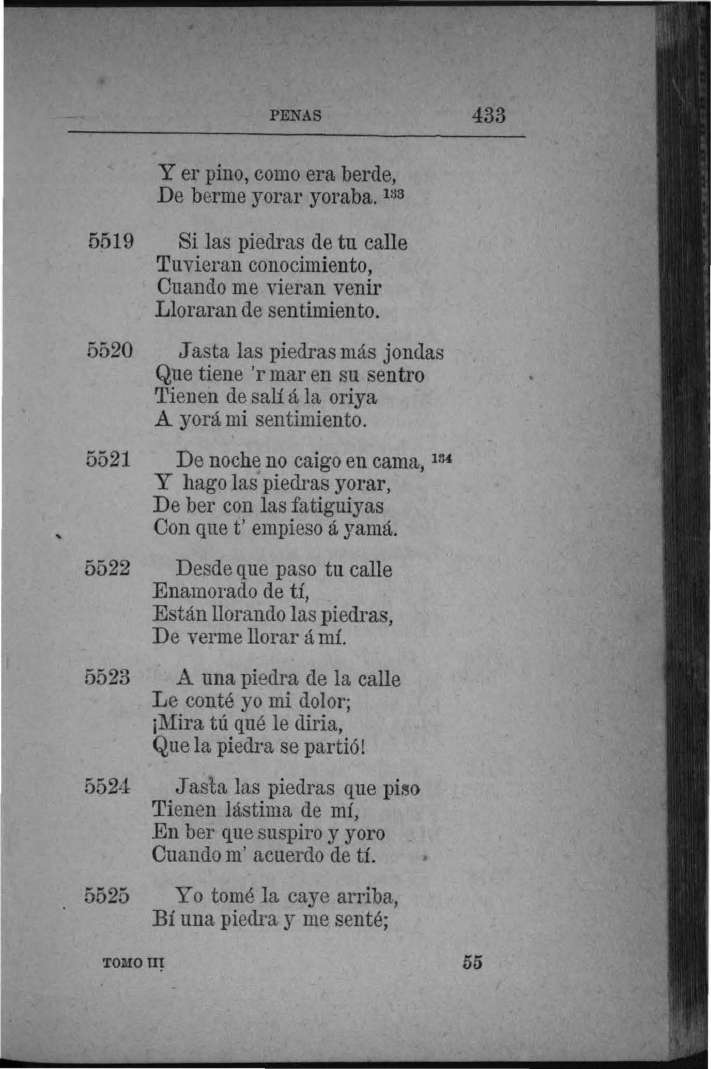 PENAS 433
Y er pino, como era berde,
De berme yorar yoraba. 133
5519 Si las piedras de tu calle
Tuvieran conocimiento,
Cuando me vieran venir
Lloraran de sentimiento.
5520 Jasta las piedras más jondas
Que tiene 'r mar en su sentro
Tienen de salí á la oriya
A yorá mi sentimiento.
5521 De noche no caigo en cama, 134
Y hago las piedras yorar,
De ber con las fatiguiyas
Con que t' empieso á yamá.
5522 Desde que paso tu calle
Enamorado de tí,
Están llorando las piedras,
De verme llorar á mí.
5523 A una piedra de la calle
Le conté yo mi dolor;
¡Mira tú qué le diria,
Que la piedra se partió!
5524 Jasta las piedras que piso
Tienen lástima de mí,
En ber que suspiro y yoro
Cuando m' acuerdo de tí.
5525 Yo tomé la caye arriba,
Bí una piedra y me senté;
TOMO III 55